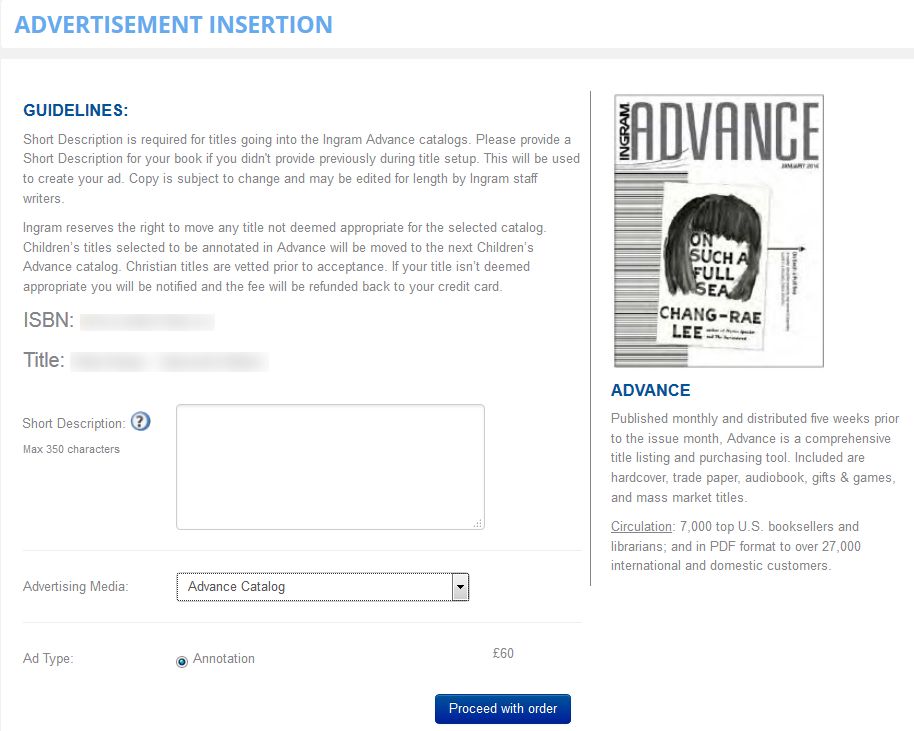 ADVERTISEMENT INSERTION
GUIDELINES:
Short Description is required for titles going into the Ingram Advance catalogs. Please provide a
Short Description for your book if you didn't provide previously during title setup. This will be used
to create your ad. Copy is subject to change and may be edited for length by Ingram staff
writers.
Ingram reserves the right to move any title not deemed appropriate for the selected catalog.
Children's titles selected to be annotated in Advance will be moved to the next Children's
Advance catalog. Christian titles are vetted prior to acceptance. If your title isn't deemed
appropriate you will be notified and the fee will be refunded back to your credit card.
ISBN:
Title:
Short Description:
Max 350 characters
Advertising Media:
Advance Catalog
Ad Type:
Annotation
£60
Proceed with order
INGRAM
ADVANCE
JANUARY 2014
ON
SUCH A
FULL
SEA
CHANG-RAE
LEE
On Such a Full Sea
ADVANCE
Published monthly and distributed five weeks prior
to the issue month, Advance is a comprehensive
title listing and purchasing tool. Included are
hardcover, trade paper, audiobook, gifts & games,
and mass market titles.
Circulation: 7,000 top U.S. booksellers and
librarians; and in PDF format to over 27,000
international and domestic customers.